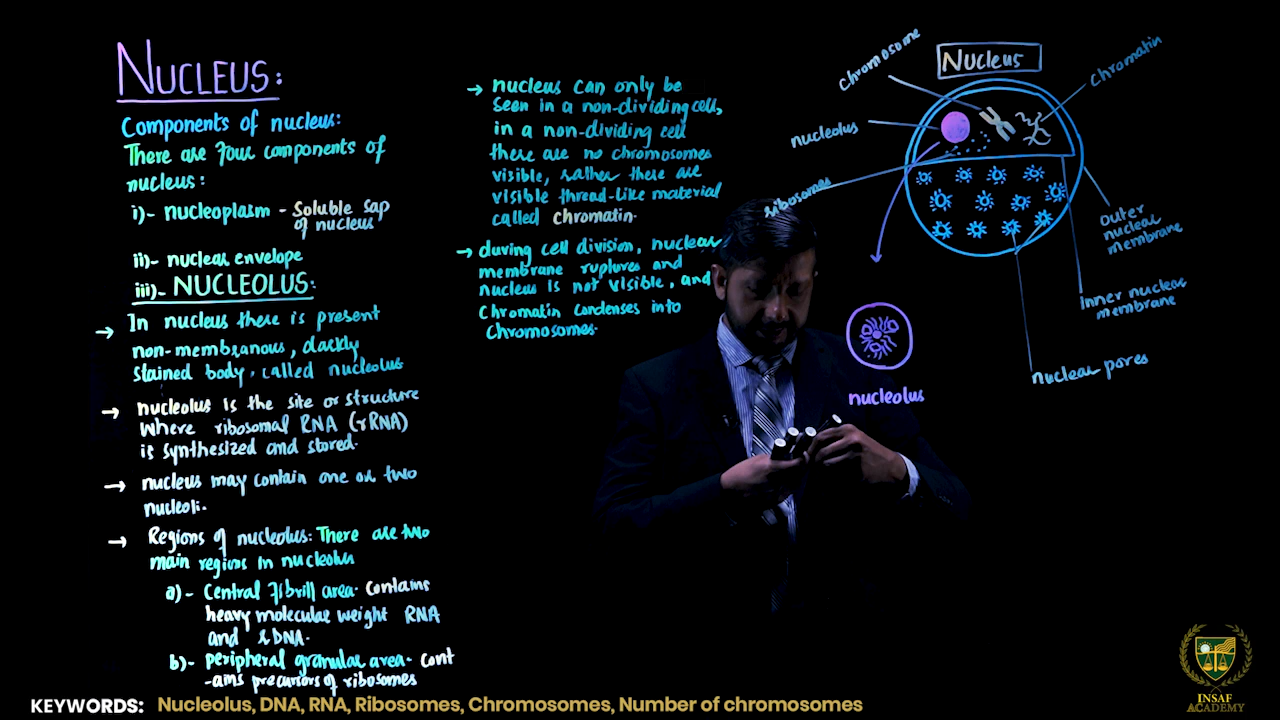 NUCLEUS:
Components of nucleus:
There are four components of
nucleus:
i)- nucleoplasm - Soluble sap
of nucleus
ii)- nuclear envelope
iii)- NUCLEOLUS:
→ In nucleus there is present
non-membranous, darkly
stained body, called nucleolus
→ nucleolus is the site or structure
where ribosomal RNA (rRNA)
is synthesized and stored.
→ nucleus may contain one or two
nucleoli.
→ Regions of nucleolus: There are two
main regions in nucleolus
a)- Central fibrill area. Contains
heavy molecular weight RNA
and rDNA.
b)- peripheral granular area- cont
-ains precursors of ribosomes
→ nucleus can only be
seen in a non-dividing cell,
in a non-dividing cell
there are no chromosomes
visible, rather there are
visible thread-like material
called chromatin.
→ during cell division, nuclear
membrane ruptures and
nucleus is not visible, and
Chromatin condenses into
Chromosomes.
Nucleus
chromosome
chromatin
nucleolus
ribosomes
Outer
nuclear
membrane
Inner nuclear
membrane
nuclear pores
nucleolus
KEYWORDS: Nucleolus, DNA, RNA, Ribosomes, Chromosomes, Number of chromosomes
INSAF
ACADEMY